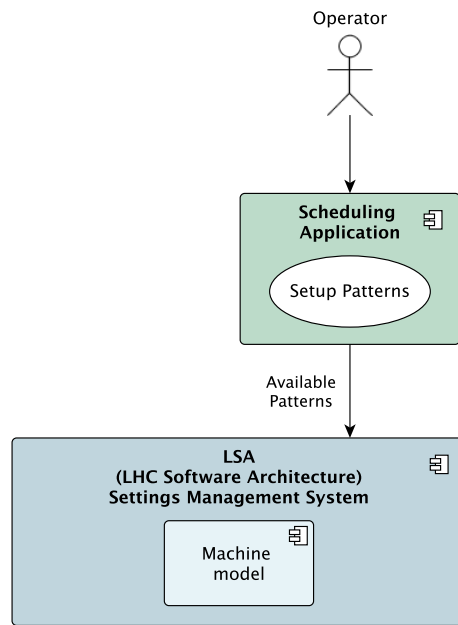 Operator
Scheduling
Application
Setup Patterns
Available
Patterns
LSA
(LHC Software Architecture)
Settings Management System
Machine
model